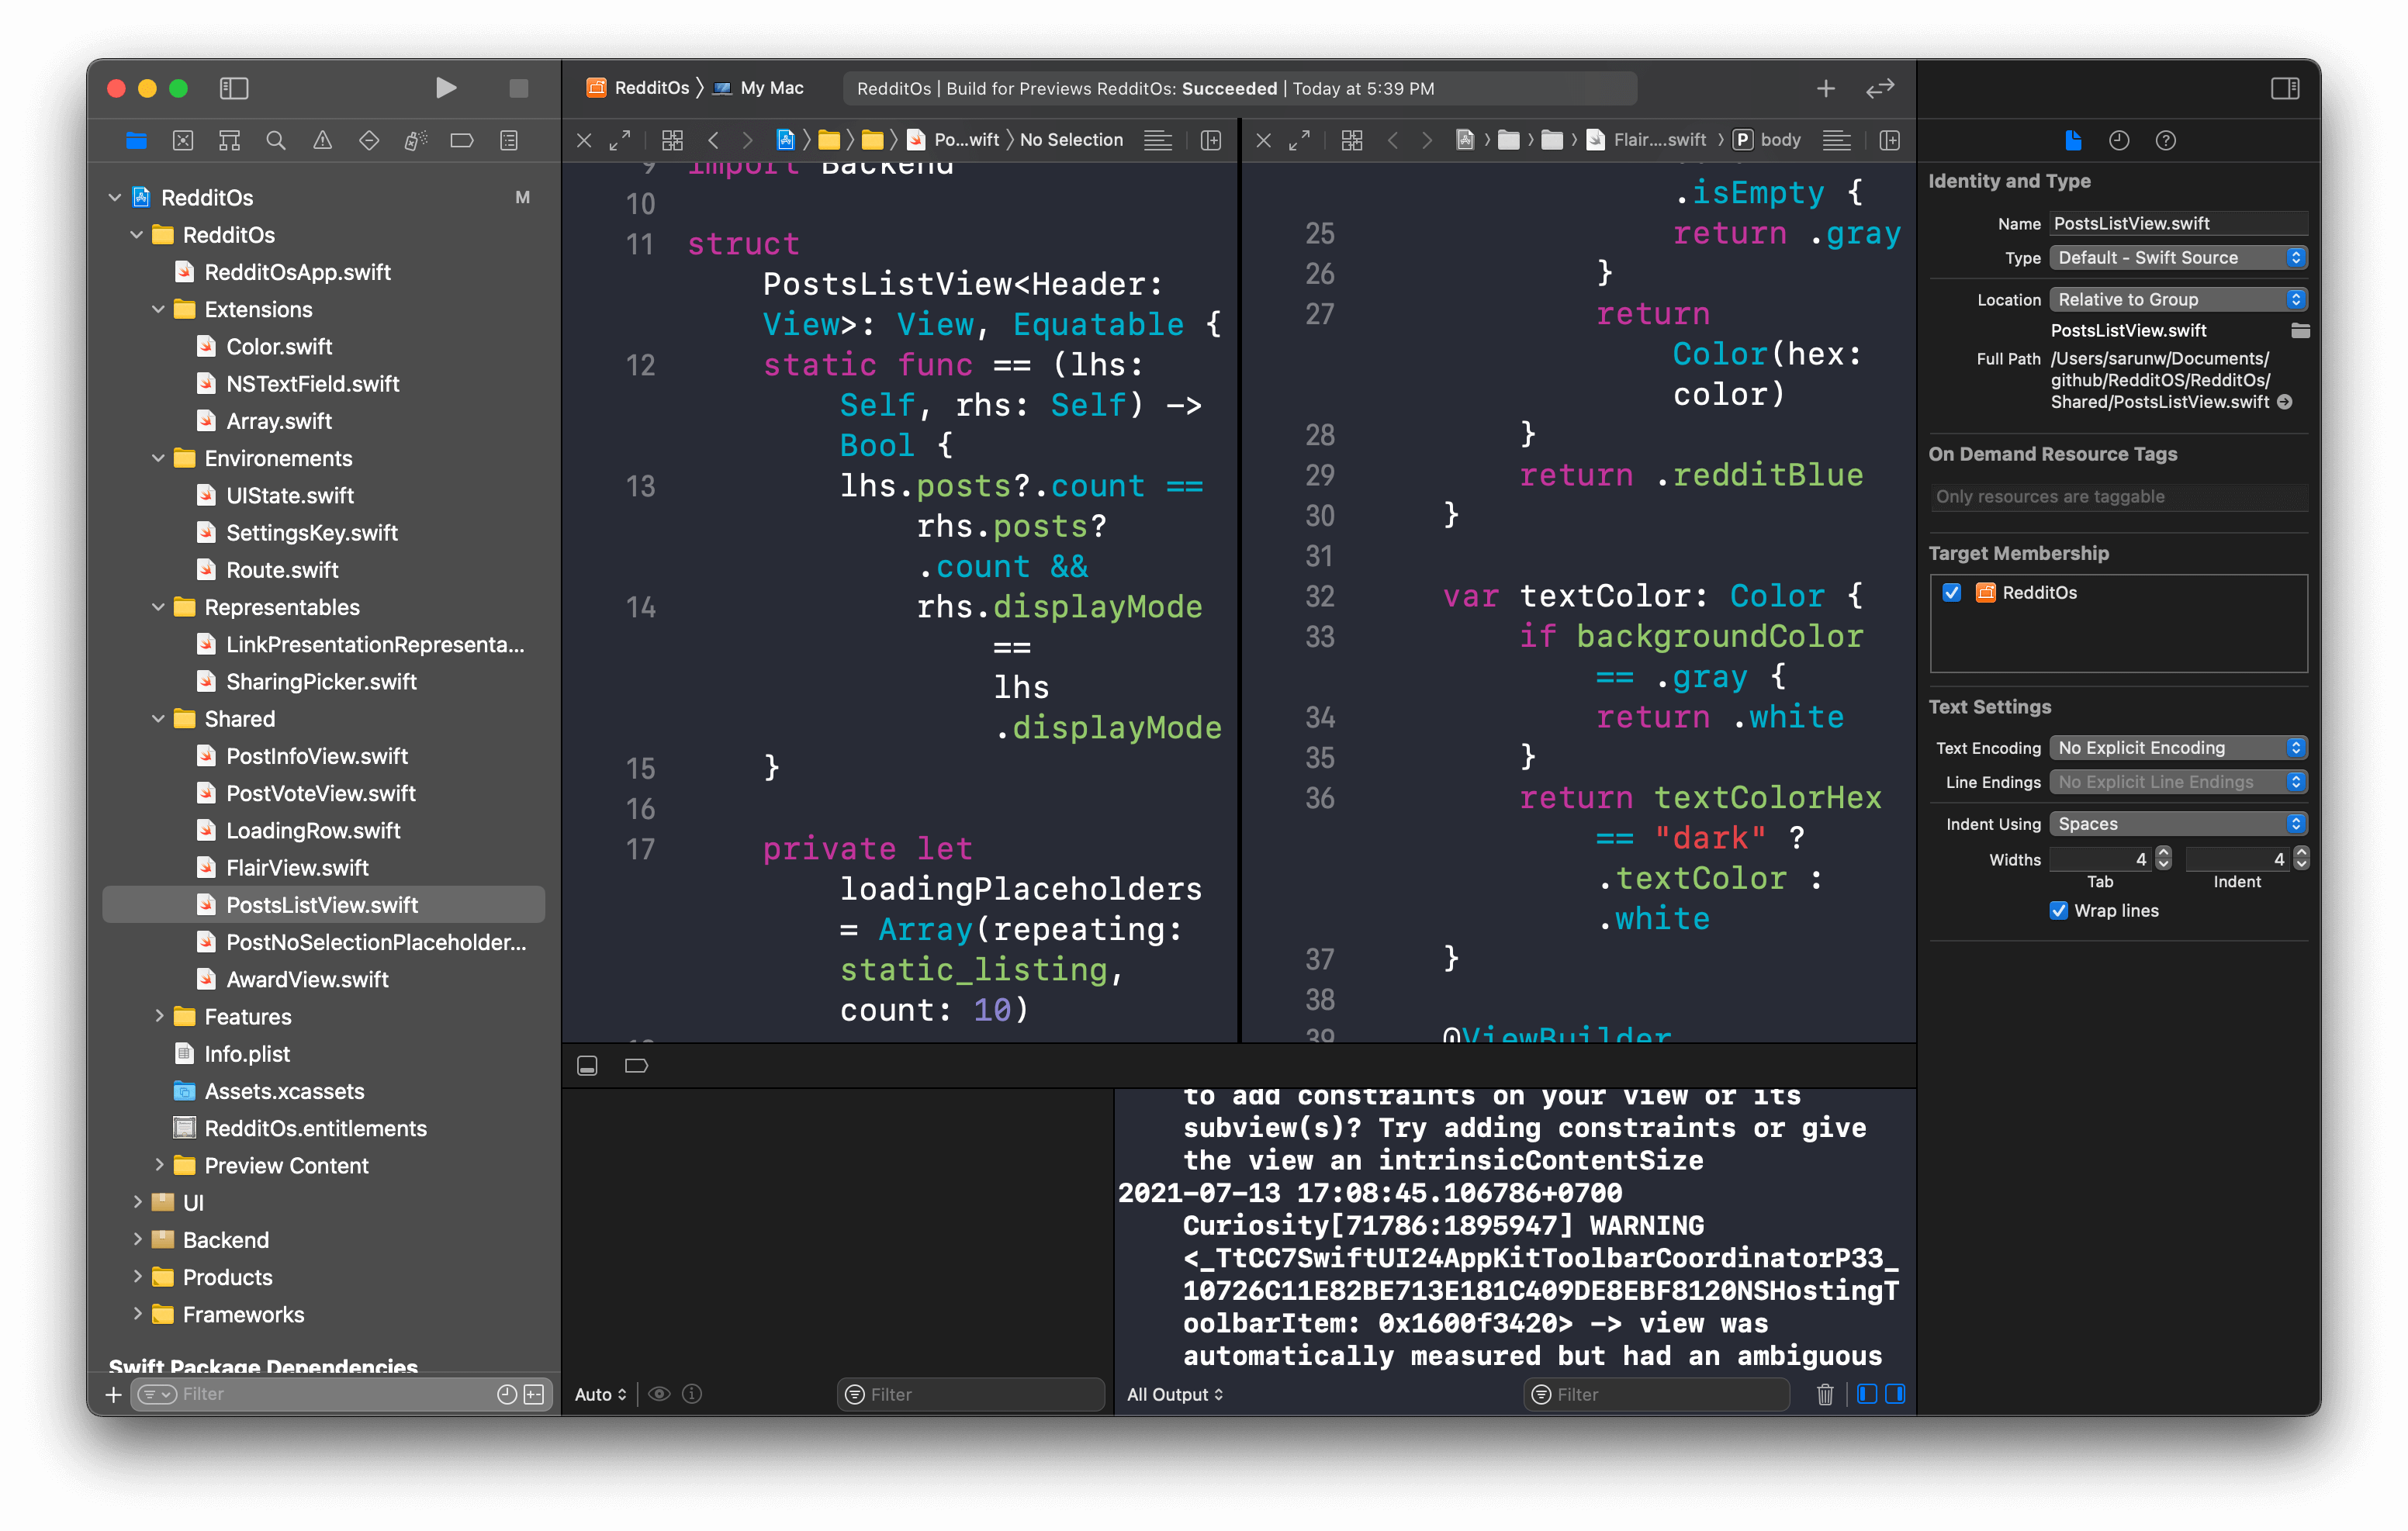 RedditOs
My Mac
RedditOs | Build for Previews RedditOs: Succeeded | Today at 5:39 PM
RedditOs
M
RedditOs
RedditOsApp.swift
Extensions
Color.swift
NSTextField.swift
Array.swift
Environements
UIState.swift
SettingsKey.swift
Route.swift
Representables
LinkPresentationRepresenta...
SharingPicker.swift
Shared
PostInfoView.swift
PostVoteView.swift
LoadingRow.swift
FlairView.swift
PostsListView.swift
PostNoSelectionPlaceholder...
AwardView.swift
Features
Info.plist
Assets.xcassets
RedditOs.entitlements
Preview Content
UI
Backend
Products
Frameworks
Swift Package Dependencies
Filter
Po...wift
No Selection
9 import Backend
10
11 struct
PostsListView<Header:
View>: View, Equatable {
12 static func == (lhs:
Self, rhs: Self) ->
Bool {
13 lhs.posts?.count ==
rhs.posts?
.count &&
14 rhs.displayMode
==
lhs
.displayMode
15 }
16
17 private let
loadingPlaceholders
= Array(repeating:
static_listing,
count: 10)
Flair....swift
P body
.isEmpty {
25 return .gray
26 }
27 return
Color(hex:
color)
28 }
29 return .redditBlue
30 }
31
32 var textColor: Color {
33 if backgroundColor
== .gray {
34 return .white
35 }
36 return textColorHex
== "dark" ?
.textColor :
.white
37 }
38
39 @ViewBuilder
Auto
Filter
to add constraints on your view or its
subview(s)? Try adding constraints or give
the view an intrinsicContentSize
2021-07-13 17:08:45.106786+0700
Curiosity[71786:1895947] WARNING
<_TtCC7SwiftUI24AppKitToolbarCoordinatorP33_
10726C11E82BE713E181C409DE8EBF8120NSHostingT
oolbarItem: 0x1600f3420> -> view was
automatically measured but had an ambiguous
All Output
Filter
Identity and Type
Name PostsListView.swift
Type Default - Swift Source
Location Relative to Group
PostsListView.swift
Full Path /Users/sarunw/Documents/
github/RedditOS/RedditOs/
Shared/PostsListView.swift
On Demand Resource Tags
Only resources are taggable
Target Membership
RedditOs
Text Settings
Text Encoding No Explicit Encoding
Line Endings No Explicit Line Endings
Indent Using Spaces
Widths 4 4
Tab Indent
Wrap lines